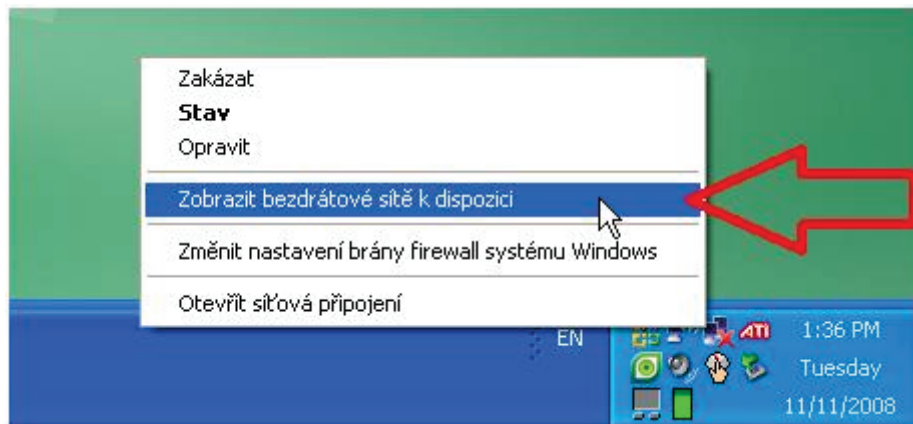 Zakázat
Stav
Opravit
Zobrazit bezdrátové sítě k dispozici
Změnit nastavení brány firewall systému Windows
Otevřít síťová připojení
EN
ATI
1:36 PM
Tuesday
11/11/2008